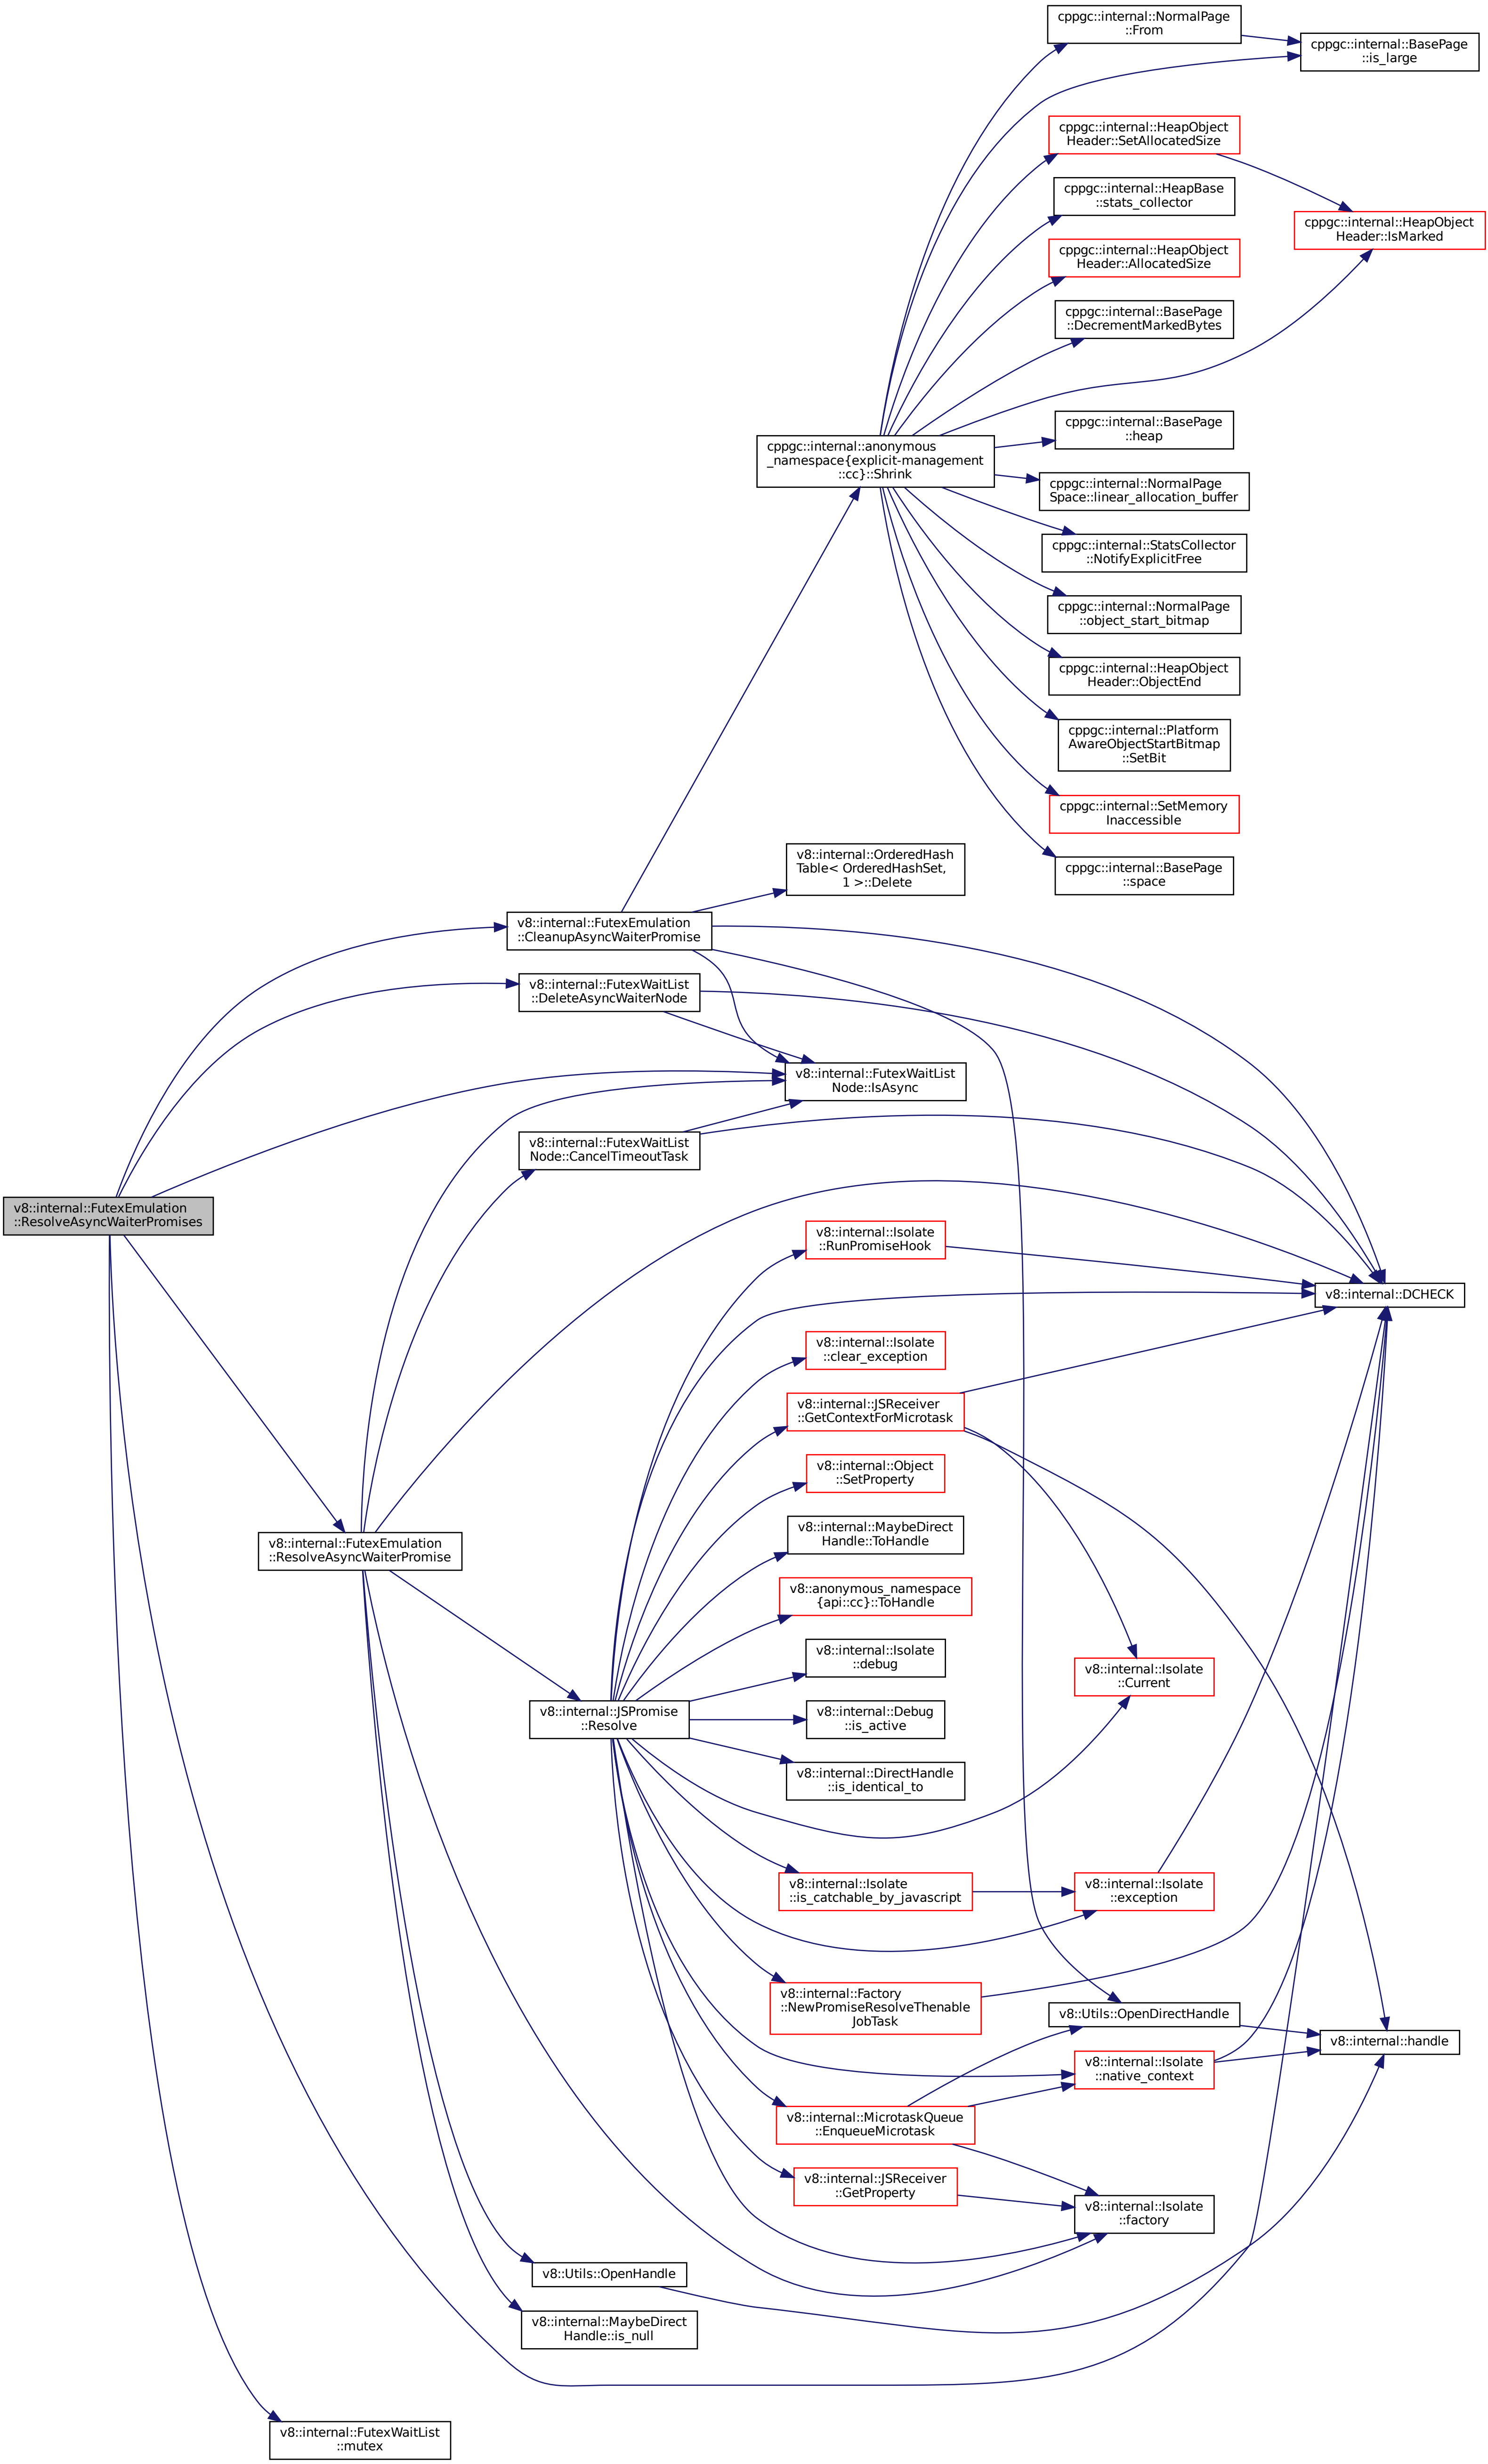 cppgc::internal::NormalPage
::From
cppgc::internal::BasePage
::is_large
cppgc::internal::HeapObject
Header::SetAllocatedSize
cppgc::internal::HeapBase
::stats_collector
cppgc::internal::HeapObject
Header::IsMarked
cppgc::internal::HeapObject
Header::AllocatedSize
cppgc::internal::BasePage
::DecrementMarkedBytes
cppgc::internal::BasePage
::heap
cppgc::internal::anonymous
_namespace{explicit-management
::cc}::Shrink
cppgc::internal::NormalPage
Space::linear_allocation_buffer
cppgc::internal::StatsCollector
::NotifyExplicitFree
cppgc::internal::NormalPage
::object_start_bitmap
cppgc::internal::HeapObject
Header::ObjectEnd
cppgc::internal::Platform
AwareObjectStartBitmap
::SetBit
cppgc::internal::SetMemory
Inaccessible
cppgc::internal::BasePage
::space
v8::internal::OrderedHash
Table< OrderedHashSet,
1 >::Delete
v8::internal::FutexEmulation
::CleanupAsyncWaiterPromise
v8::internal::FutexWaitList
::DeleteAsyncWaiterNode
v8::internal::FutexWaitList
Node::IsAsync
v8::internal::FutexWaitList
Node::CancelTimeoutTask
v8::internal::FutexEmulation
::ResolveAsyncWaiterPromises
v8::internal::Isolate
::RunPromiseHook
v8::internal::DCHECK
v8::internal::Isolate
::clear_exception
v8::internal::JSReceiver
::GetContextForMicrotask
v8::internal::Object
::SetProperty
v8::internal::MaybeDirect
Handle::ToHandle
v8::internal::FutexEmulation
::ResolveAsyncWaiterPromise
v8::anonymous_namespace
{api::cc}::ToHandle
v8::internal::Isolate
::debug
v8::internal::Isolate
::Current
v8::internal::JSPromise
::Resolve
v8::internal::Debug
::is_active
v8::internal::DirectHandle
::is_identical_to
v8::internal::Isolate
::is_catchable_by_javascript
v8::internal::Isolate
::exception
v8::internal::Factory
::NewPromiseResolveThenable
JobTask
v8::Utils::OpenDirectHandle
v8::internal::handle
v8::internal::Isolate
::native_context
v8::internal::MicrotaskQueue
::EnqueueMicrotask
v8::internal::JSReceiver
::GetProperty
v8::internal::Isolate
::factory
v8::Utils::OpenHandle
v8::internal::MaybeDirect
Handle::is_null
v8::internal::FutexWaitList
::mutex